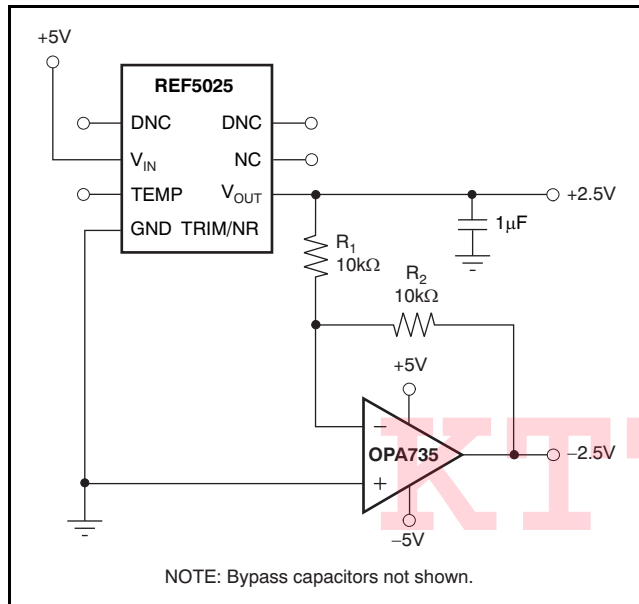 +5V
REF5025
DNC DNC
V_IN NC
TEMP V_OUT
GND TRIM/NR
+2.5V
1µF
R_1
10kΩ
R_2
10kΩ
+5V
−
OPA735
+
−5V
−2.5V
KT
NOTE: Bypass capacitors not shown.